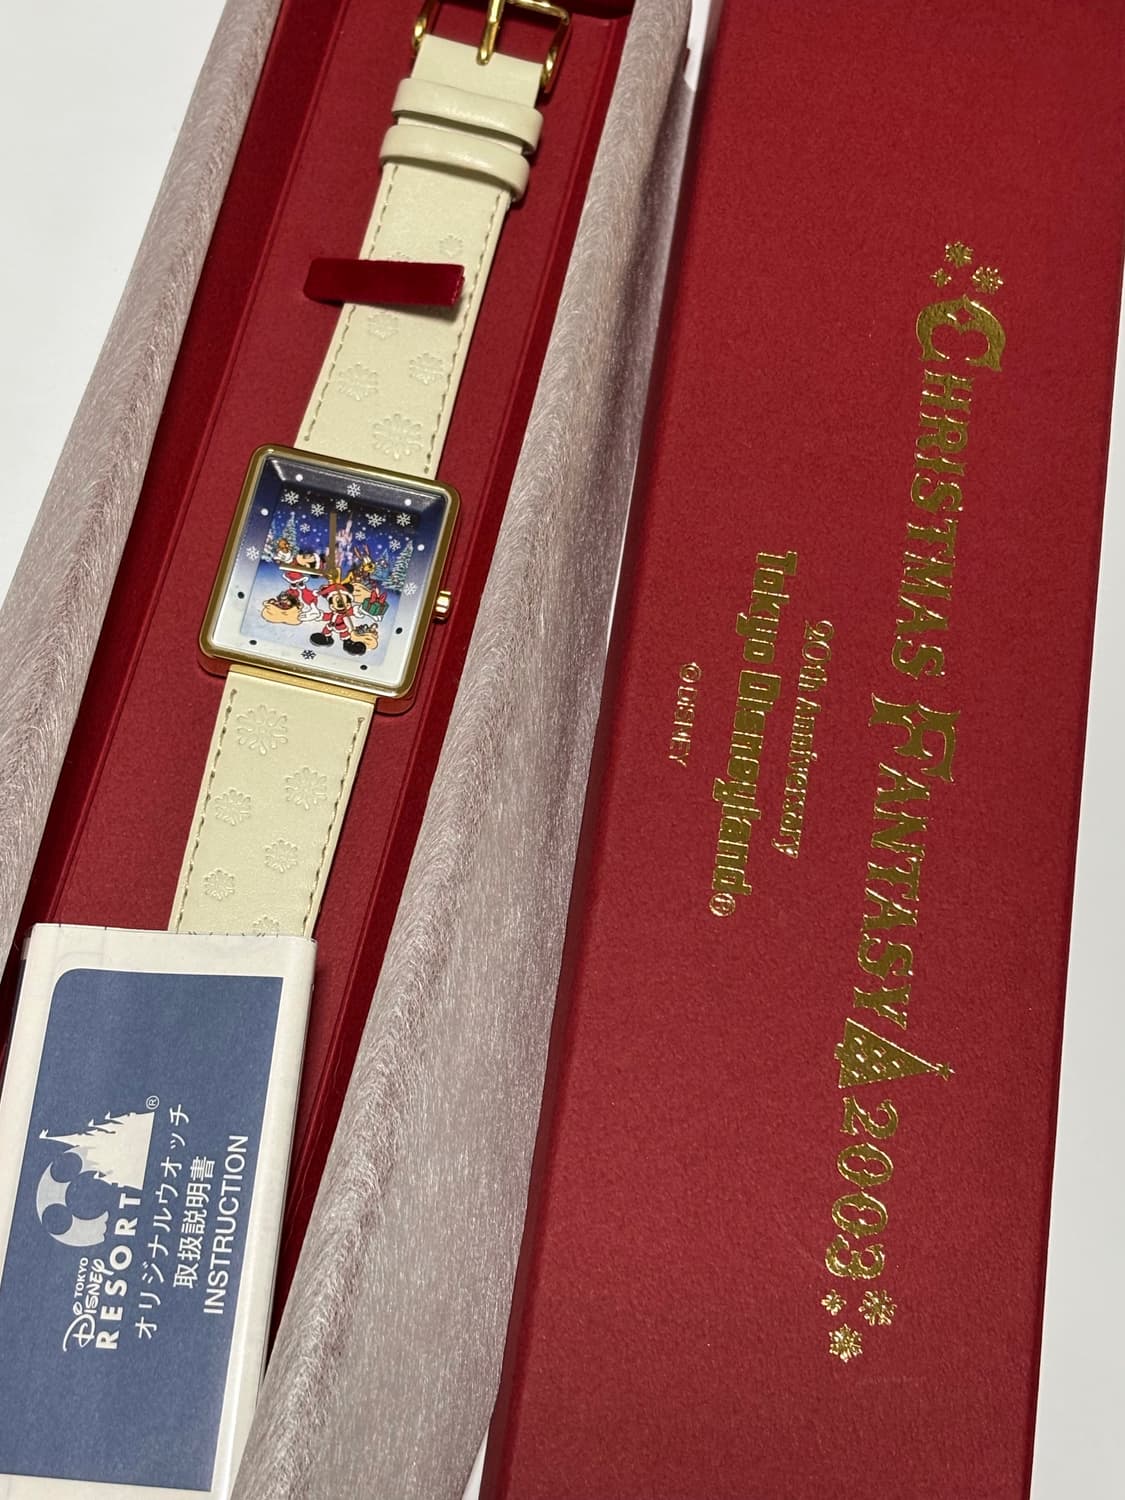 CHRISTMAS FANTASY 2003
20th Anniversary
Tokyo Disneyland®
© DISNEY
TOKYO
Disney
RESORT®
オリジナルウオッチ
取扱説明書
INSTRUCTION